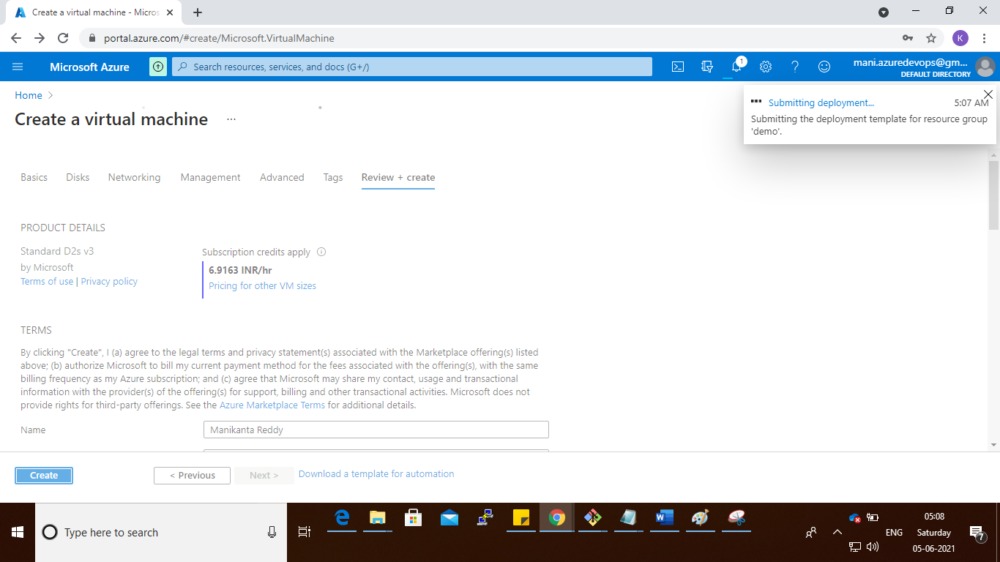 Create a virtual machine - Micros
portal.azure.com/#create/Microsoft.VirtualMachine
K
Microsoft Azure
Search resources, services, and docs (G+/)
1
mani.azuredevops@gm...
DEFAULT DIRECTORY
Home
Submitting deployment...
5:07 AM
Submitting the deployment template for resource group
'demo'.
Create a virtual machine
...
Basics
Disks
Networking
Management
Advanced
Tags
Review + create
PRODUCT DETAILS
Standard D2s v3
by Microsoft
Terms of use | Privacy policy
Subscription credits apply
6.9163 INR/hr
Pricing for other VM sizes
TERMS
By clicking "Create", I (a) agree to the legal terms and privacy statement(s) associated with the Marketplace offering(s) listed
above; (b) authorize Microsoft to bill my current payment method for the fees associated with the offering(s), with the same
billing frequency as my Azure subscription; and (c) agree that Microsoft may share my contact, usage and transactional
information with the provider(s) of the offering(s) for support, billing and other transactional activities. Microsoft does not
provide rights for third-party offerings. See the Azure Marketplace Terms for additional details.
Name
Manikanta Reddy
Create
< Previous
Next >
Download a template for automation
Type here to search
ENG
05:08
Saturday
05-06-2021
7